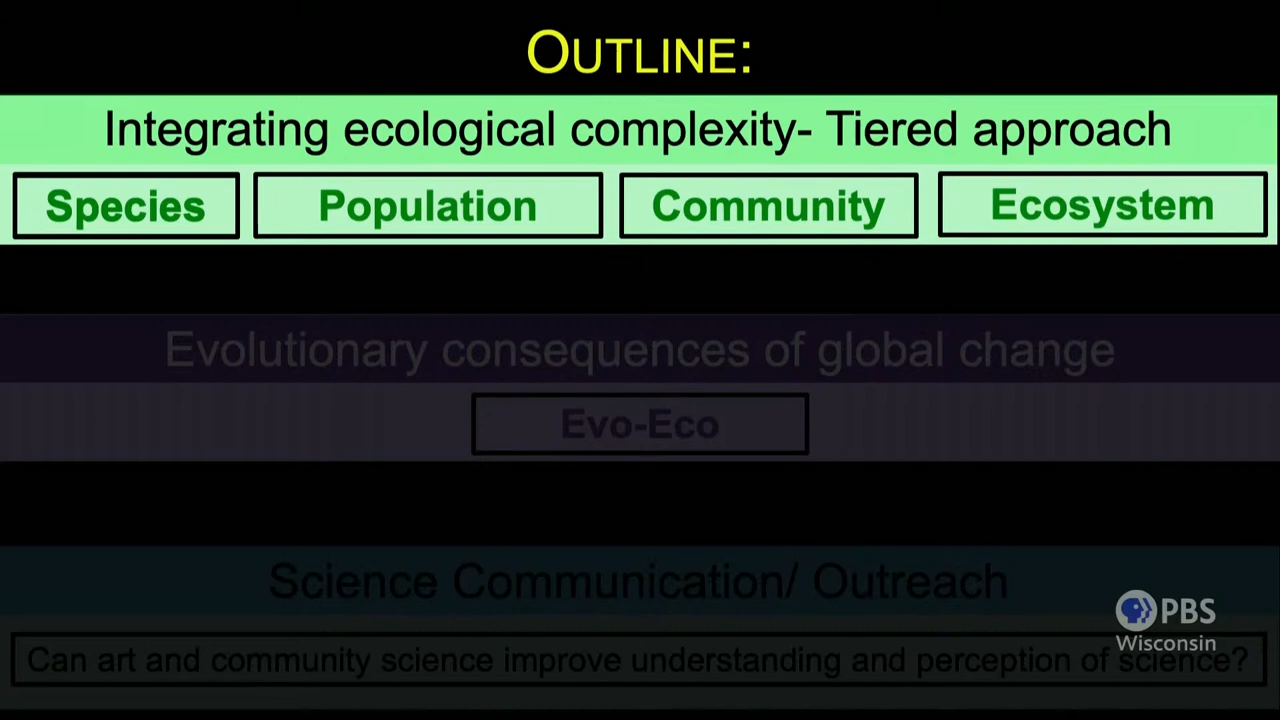 OUTLINE:
Integrating ecological complexity- Tiered approach
Species Population Community Ecosystem
Evolutionary consequences of global change
Evo-Eco
Science Communication/ Outreach
PBS
Wisconsin
Can art and community science improve understanding and perception of science?